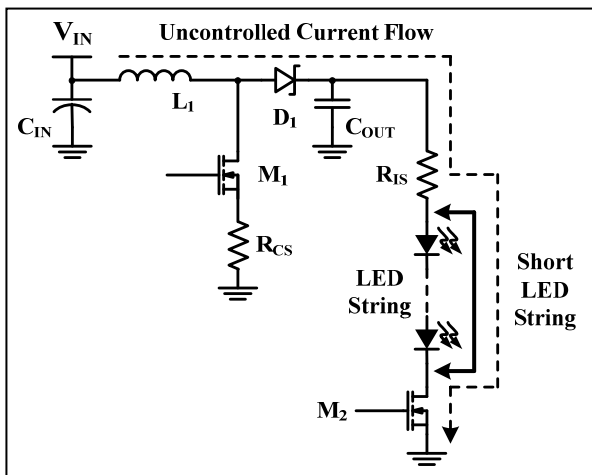 Uncontrolled Current Flow
VIN
L1
D1
CIN
COUT
M1
RIS
RCS
LED
String
Short
LED
String
M2